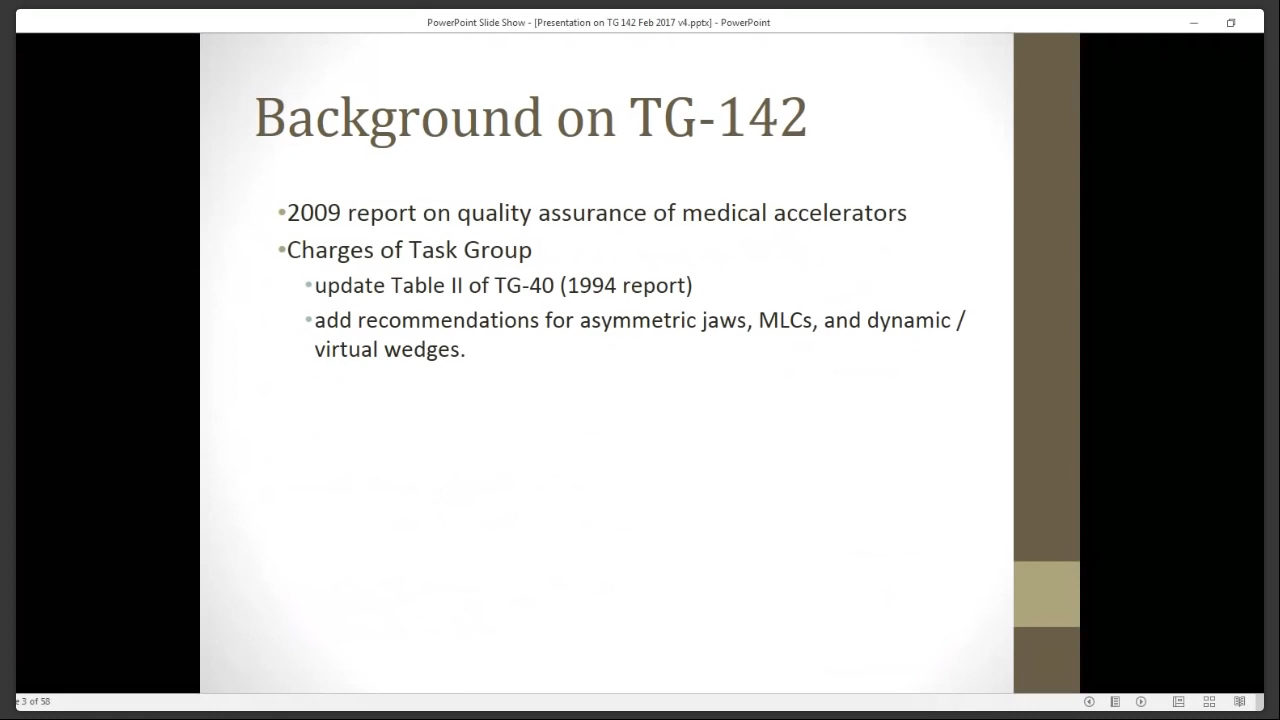 PowerPoint Slide Show - [Presentation on TG 142 Feb 2017 v4.pptx] - PowerPoint
Background on TG-142
•2009 report on quality assurance of medical accelerators
•Charges of Task Group
•update Table II of TG-40 (1994 report)
•add recommendations for asymmetric jaws, MLCs, and dynamic /
virtual wedges.
e 3 of 58